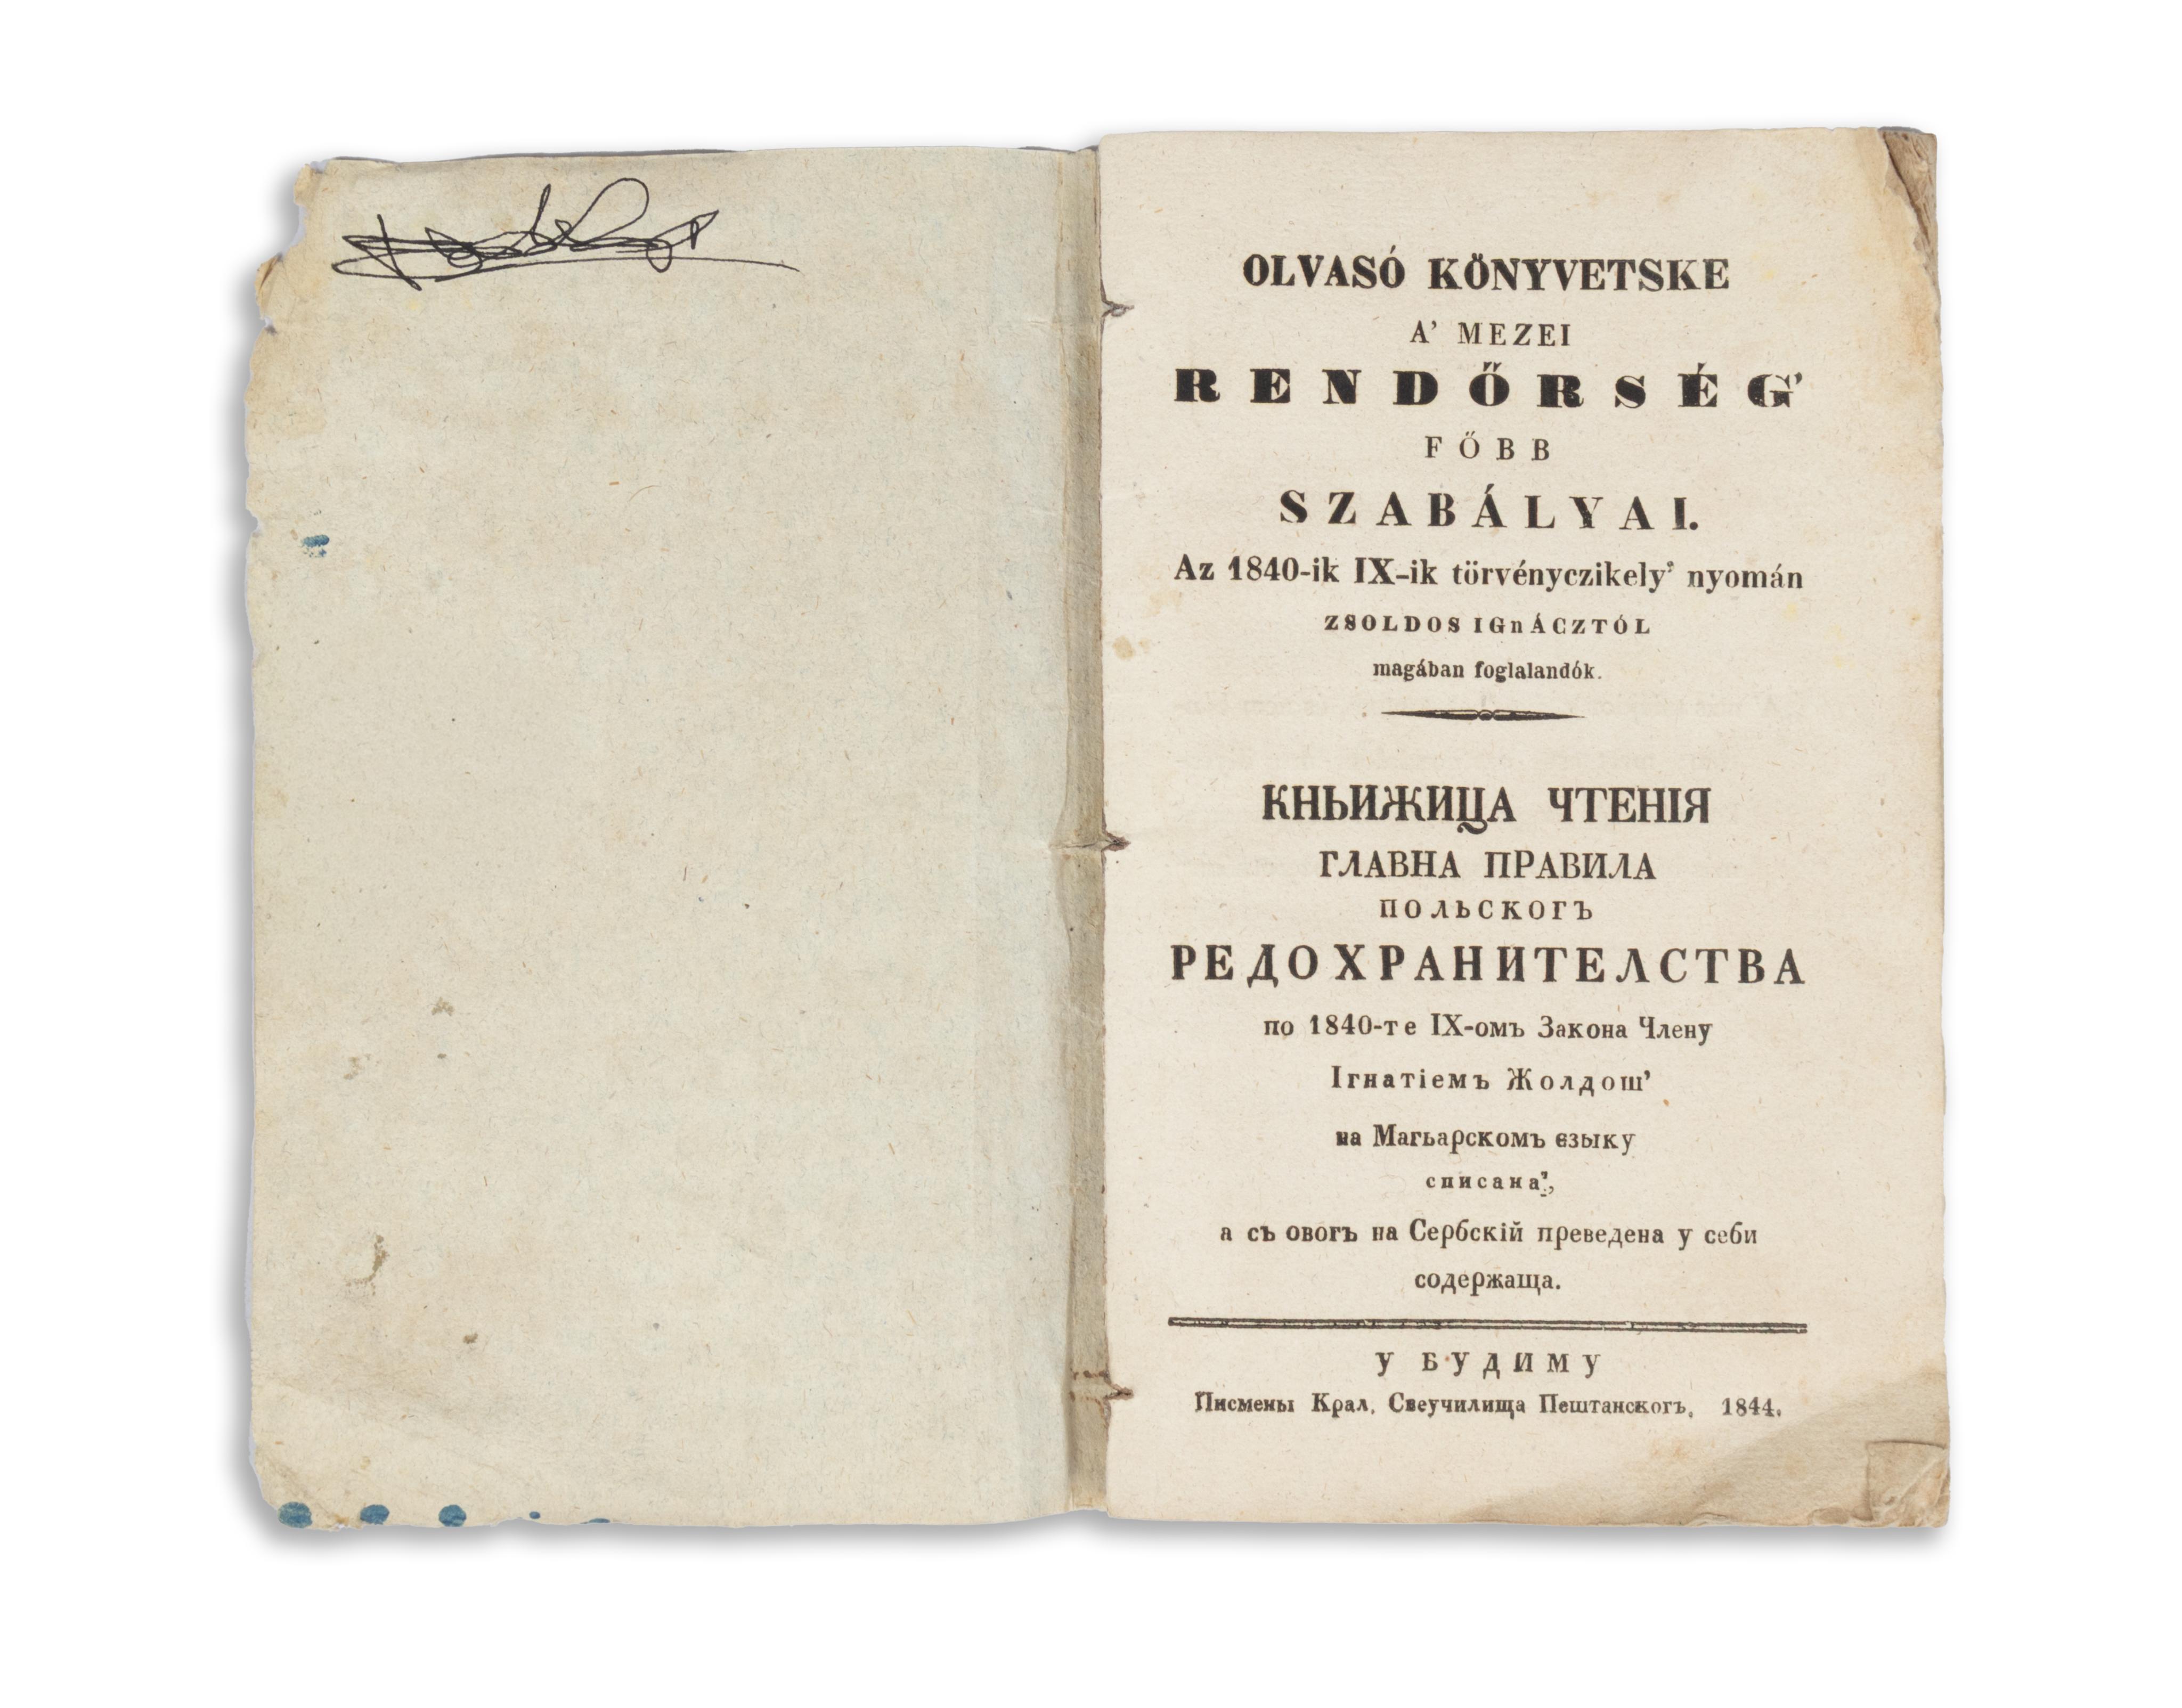 OLVASÓ KÖNYVETSKE
A' MEZEI
RENDŐRSÉG'
FŐBB
SZABÁLYAI.
Az 1840-ik IX-ik törvényczikely' nyomán
ZSOLDOS IGnÁCZTÓL
magában foglalandók.
КНЬИЖИЦА ЧТЕНІЯ
ГЛАВНА ПРАВИЛА
ПОЛЬСКОГЪ
РЕДОХРАНИТЕЛСТВА
по 1840-те IX-омъ Закона Члену
Ігнатіемъ Жолдош'
на Магьарскомъ єзыку
списана',
а съ овогъ на Сербскій преведена у себи
содержаща.
У БУДИМУ
Писмены Крал. Свеучилища Пештанскогъ. 1844.